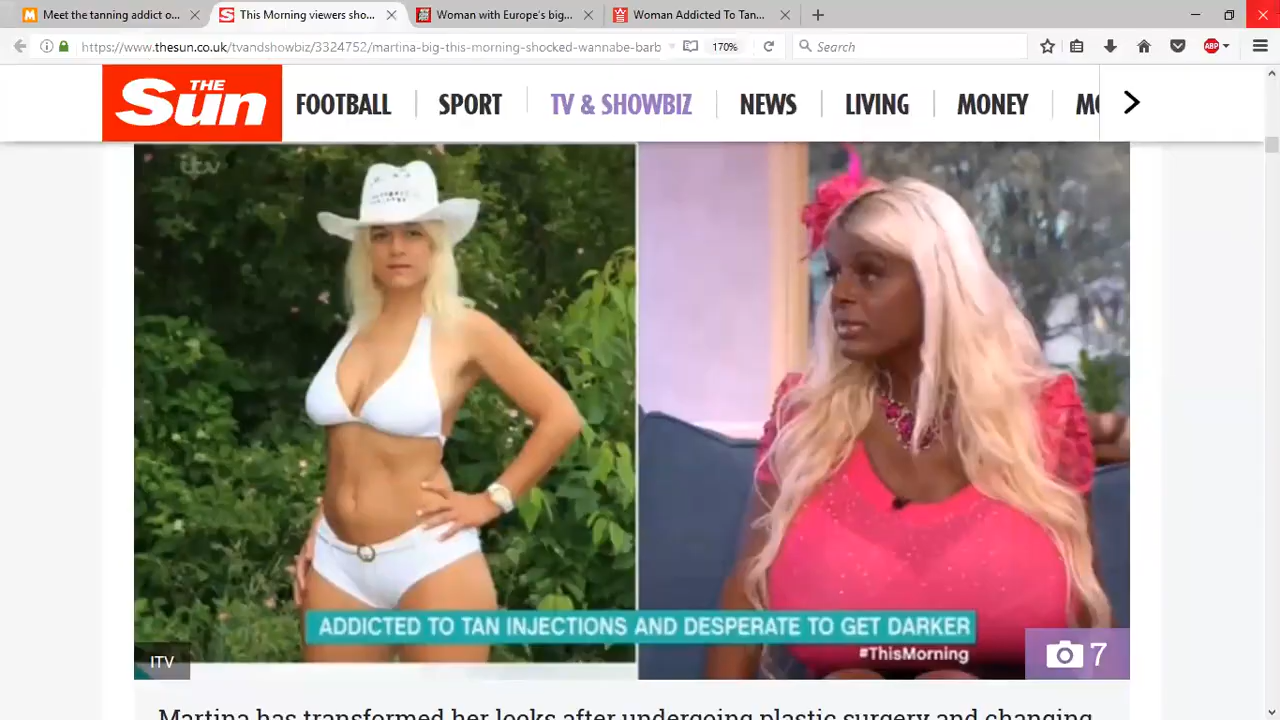 Meet the tanning addict o...
This Morning viewers sho...
Woman with Europe's big...
Woman Addicted To Tan...
https://www.thesun.co.uk/tvandshowbiz/3324752/martina-big-this-morning-shocked-wannabe-barb
170%
Search
ABP
THE Sun
FOOTBALL
SPORT
TV & SHOWBIZ
NEWS
LIVING
MONEY
itv
ADDICTED TO TAN INJECTIONS AND DESPERATE TO GET DARKER
#ThisMorning
ITV
7
Martina has transformed her looks after undergoing plastic surgery and changing